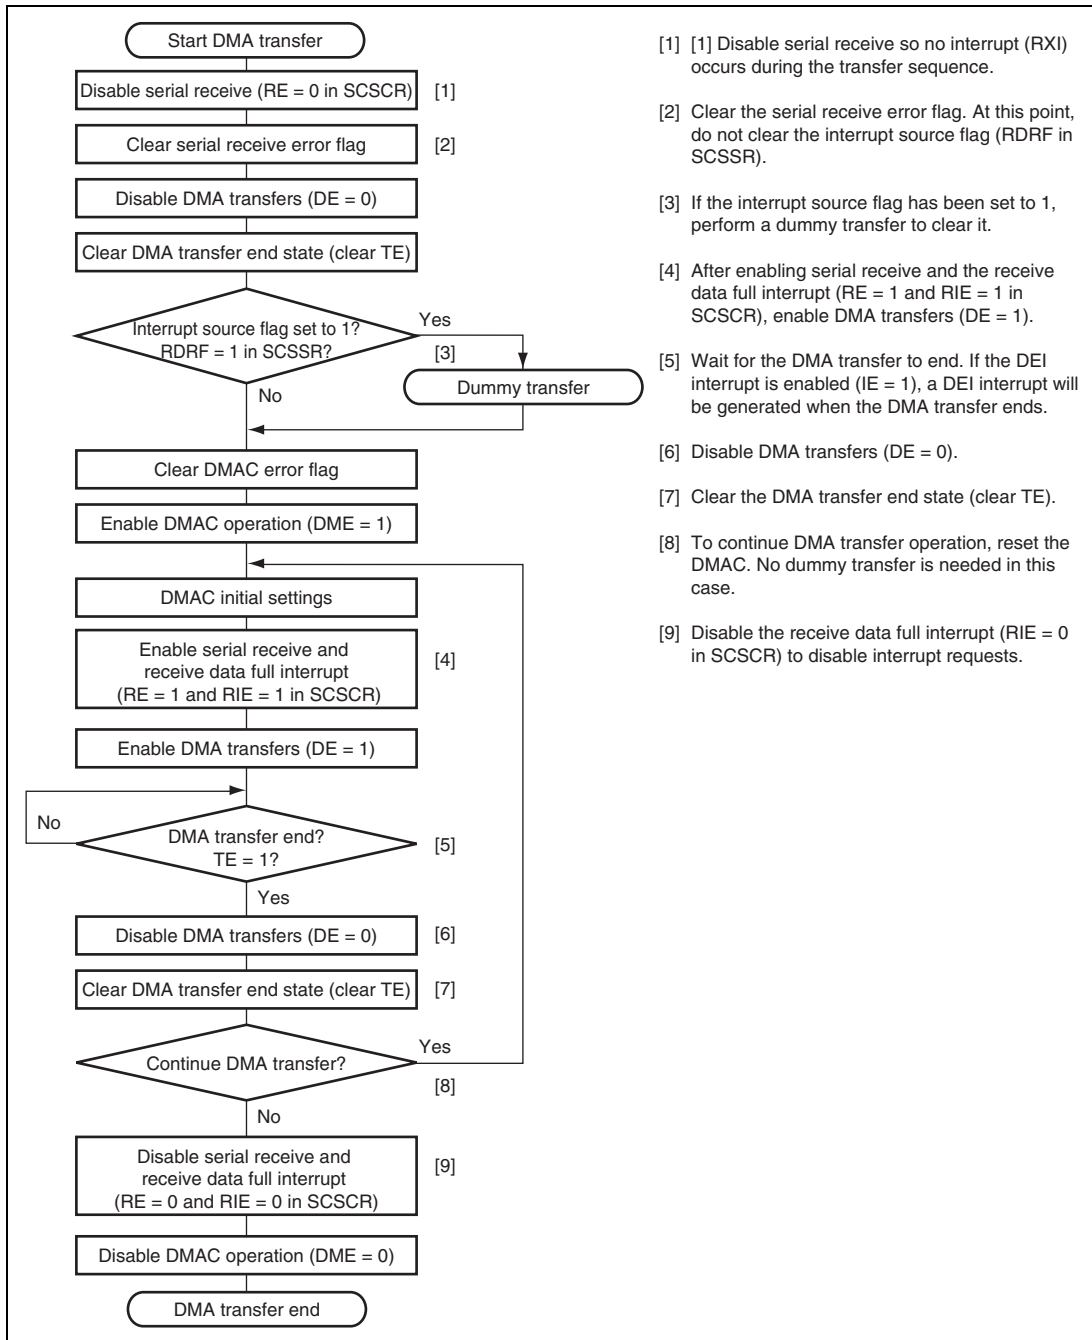 Start DMA transfer
Disable serial receive (RE = 0 in SCSCR) [1]
Clear serial receive error flag [2]
Disable DMA transfers (DE = 0)
Clear DMA transfer end state (clear TE)
Interrupt source flag set to 1?
RDRF = 1 in SCSSR?
Yes
[3]
Dummy transfer
No
Clear DMAC error flag
Enable DMAC operation (DME = 1)
DMAC initial settings
Enable serial receive and
receive data full interrupt
(RE = 1 and RIE = 1 in SCSCR)
[4]
Enable DMA transfers (DE = 1)
No
DMA transfer end?
TE = 1?
[5]
Yes
Disable DMA transfers (DE = 0) [6]
Clear DMA transfer end state (clear TE) [7]
Continue DMA transfer?
Yes
[8]
No
Disable serial receive and
receive data full interrupt
(RE = 0 and RIE = 0 in SCSCR)
[9]
Disable DMAC operation (DME = 0)
DMA transfer end
[1] [1] Disable serial receive so no interrupt (RXI)
occurs during the transfer sequence.
[2] Clear the serial receive error flag. At this point,
do not clear the interrupt source flag (RDRF in
SCSSR).
[3] If the interrupt source flag has been set to 1,
perform a dummy transfer to clear it.
[4] After enabling serial receive and the receive
data full interrupt (RE = 1 and RIE = 1 in
SCSCR), enable DMA transfers (DE = 1).
[5] Wait for the DMA transfer to end. If the DEI
interrupt is enabled (IE = 1), a DEI interrupt will
be generated when the DMA transfer ends.
[6] Disable DMA transfers (DE = 0).
[7] Clear the DMA transfer end state (clear TE).
[8] To continue DMA transfer operation, reset the
DMAC. No dummy transfer is needed in this
case.
[9] Disable the receive data full interrupt (RIE = 0
in SCSCR) to disable interrupt requests.